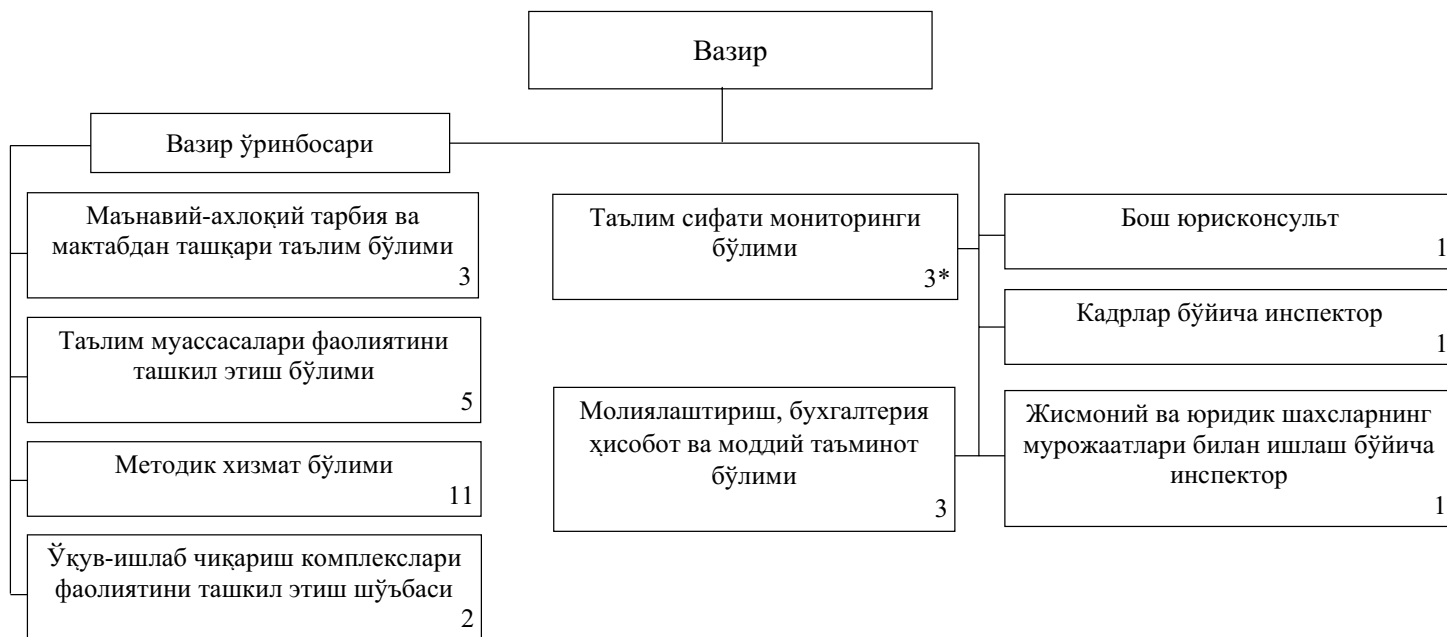 Вазир
Вазир ўринбосари
Маънавий-ахлоқий тарбия ва
мактабдан ташқари таълим бўлими
3
Таълим муассасалари фаолиятини
ташкил этиш бўлими
5
Методик хизмат бўлими
11
Ўқув-ишлаб чиқариш комплекслари
фаолиятини ташкил этиш шўъбаси
2
Таълим сифати мониторинги
бўлими
3*
Молиялаштириш, бухгалтерия
ҳисобот ва моддий таъминот
бўлими
3
Бош юрисконсульт
1
Кадрлар бўйича инспектор
1
Жисмоний ва юридик шахсларнинг
мурожаатлари билан ишлаш бўйича
инспектор
1